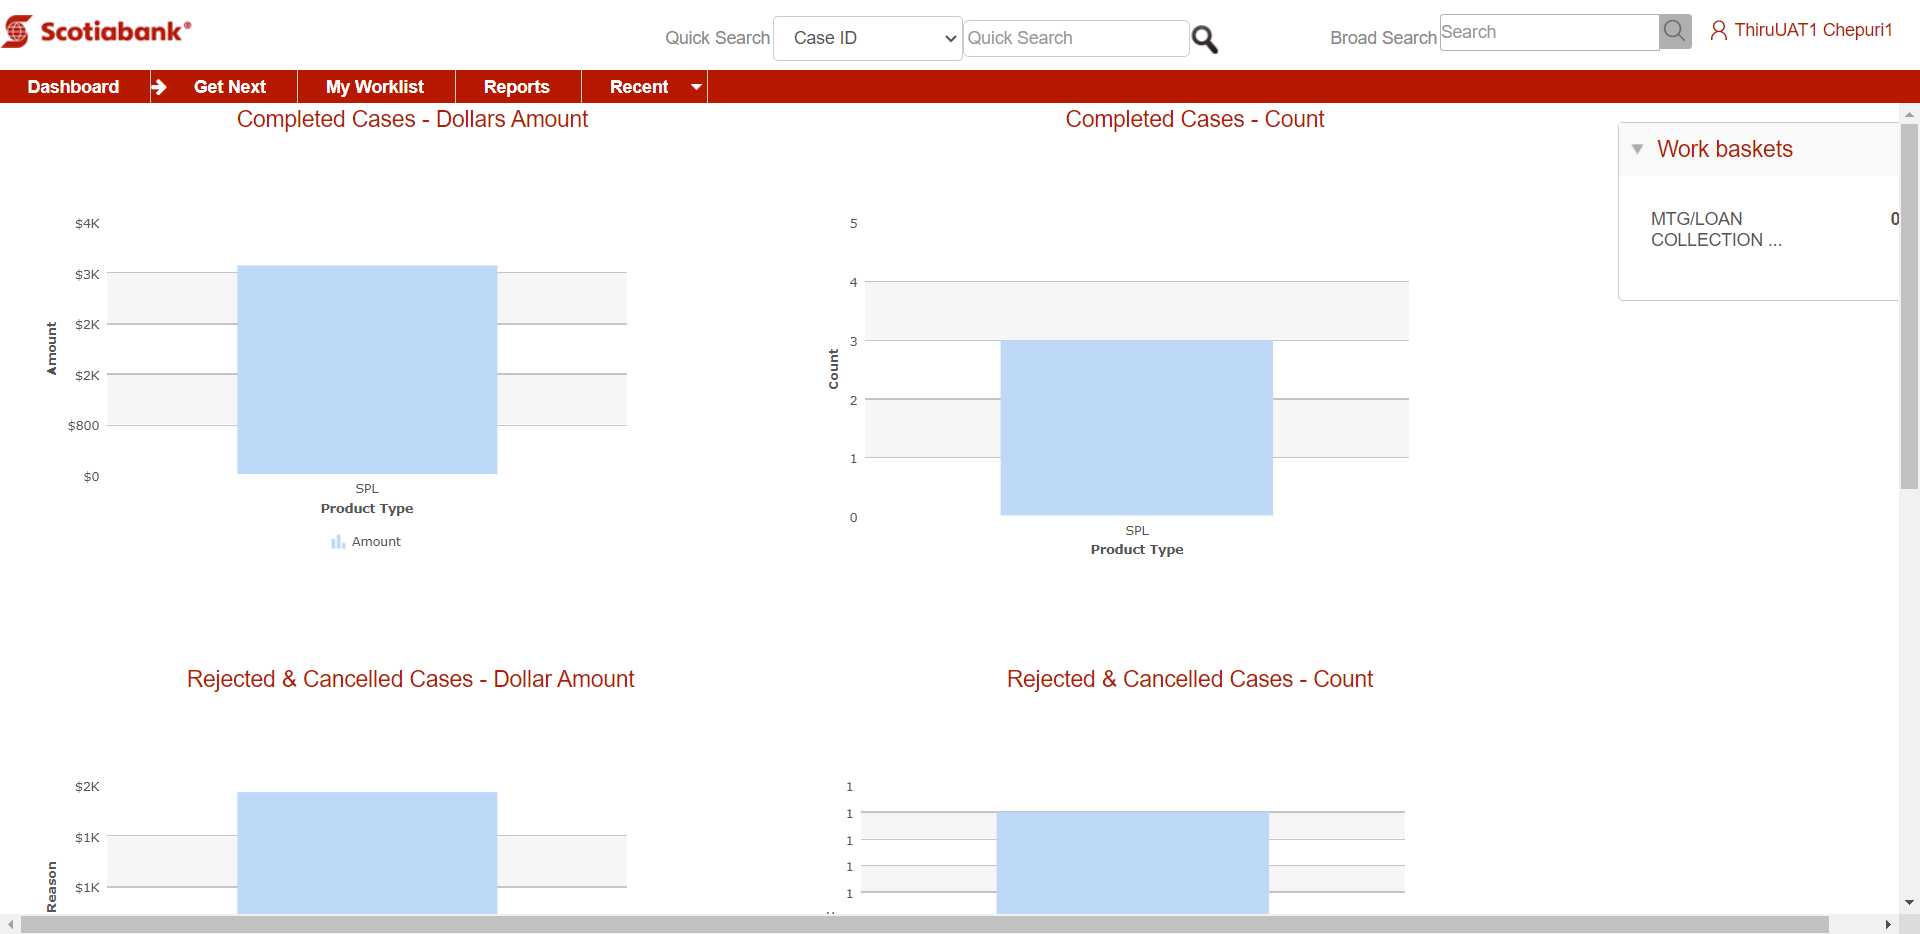 Scotiabank®
Quick Search Case ID Quick Search
Broad Search Search
ThiruUAT1 Chepuri1
Dashboard Get Next My Worklist Reports Recent
Completed Cases - Dollars Amount
$4K
$3K
$2K
$2K
$800
$0
Amount
SPL
Product Type
Amount
Completed Cases - Count
5
4
3
2
1
0
Count
SPL
Product Type
Work baskets
MTG/LOAN
COLLECTION ...
0
Rejected & Cancelled Cases - Dollar Amount
$2K
$1K
$1K
Reason
Rejected & Cancelled Cases - Count
1
1
1
1
1